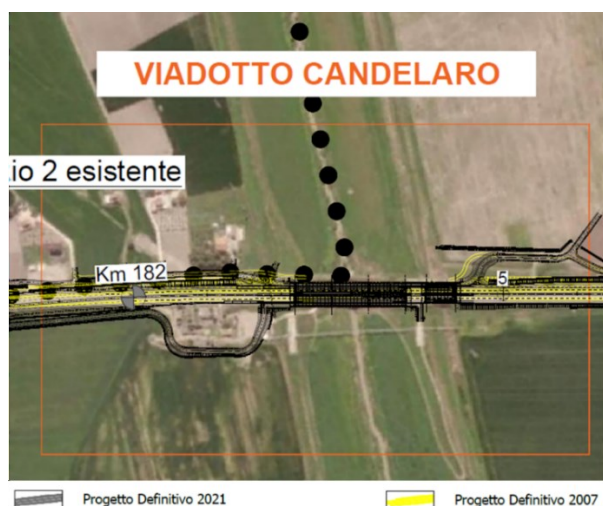 VIADOTTO CANDELARO
io 2 esistente
Km 182
5
Progetto Definitivo 2021
Progetto Definitivo 2007